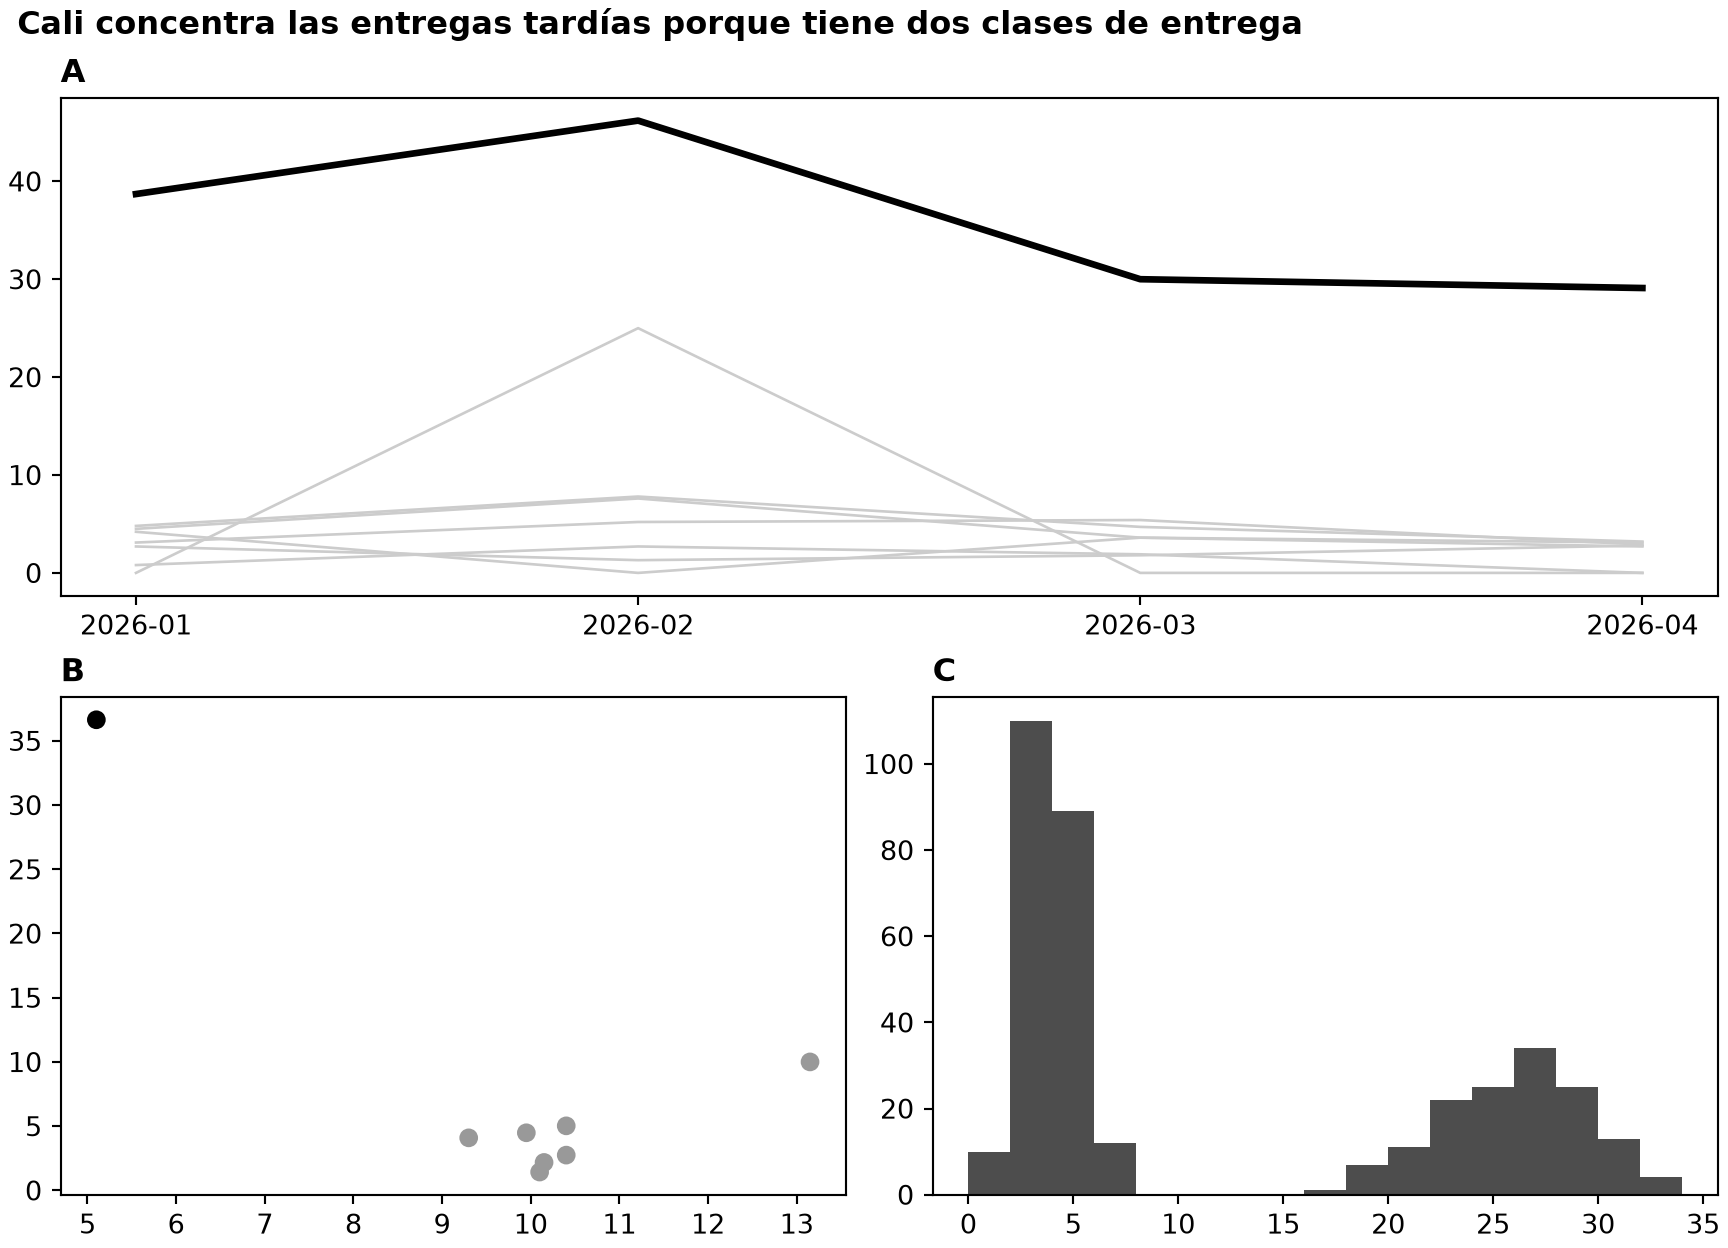 Cali concentra las entregas tardías porque tiene dos clases de entrega
A
40
30
20
10
0
2026-01 2026-02 2026-03 2026-04
B
35
30
25
20
15
10
5
0
5 6 7 8 9 10 11 12 13
C
100
80
60
40
20
0
0 5 10 15 20 25 30 35